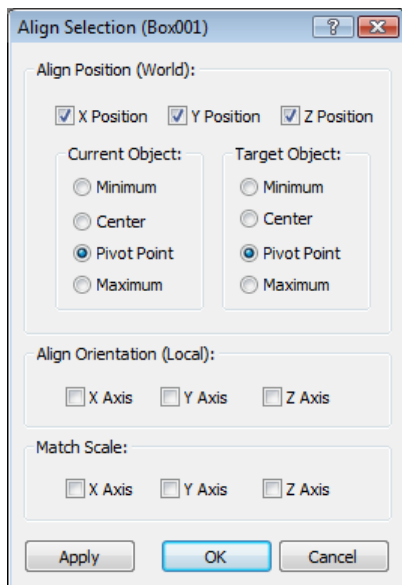 Align Selection (Box001)
Align Position (World):
X Position Y Position Z Position
Current Object: Target Object:
Minimum Minimum
Center Center
Pivot Point Pivot Point
Maximum Maximum
Align Orientation (Local):
X Axis Y Axis Z Axis
Match Scale:
X Axis Y Axis Z Axis
Apply OK Cancel